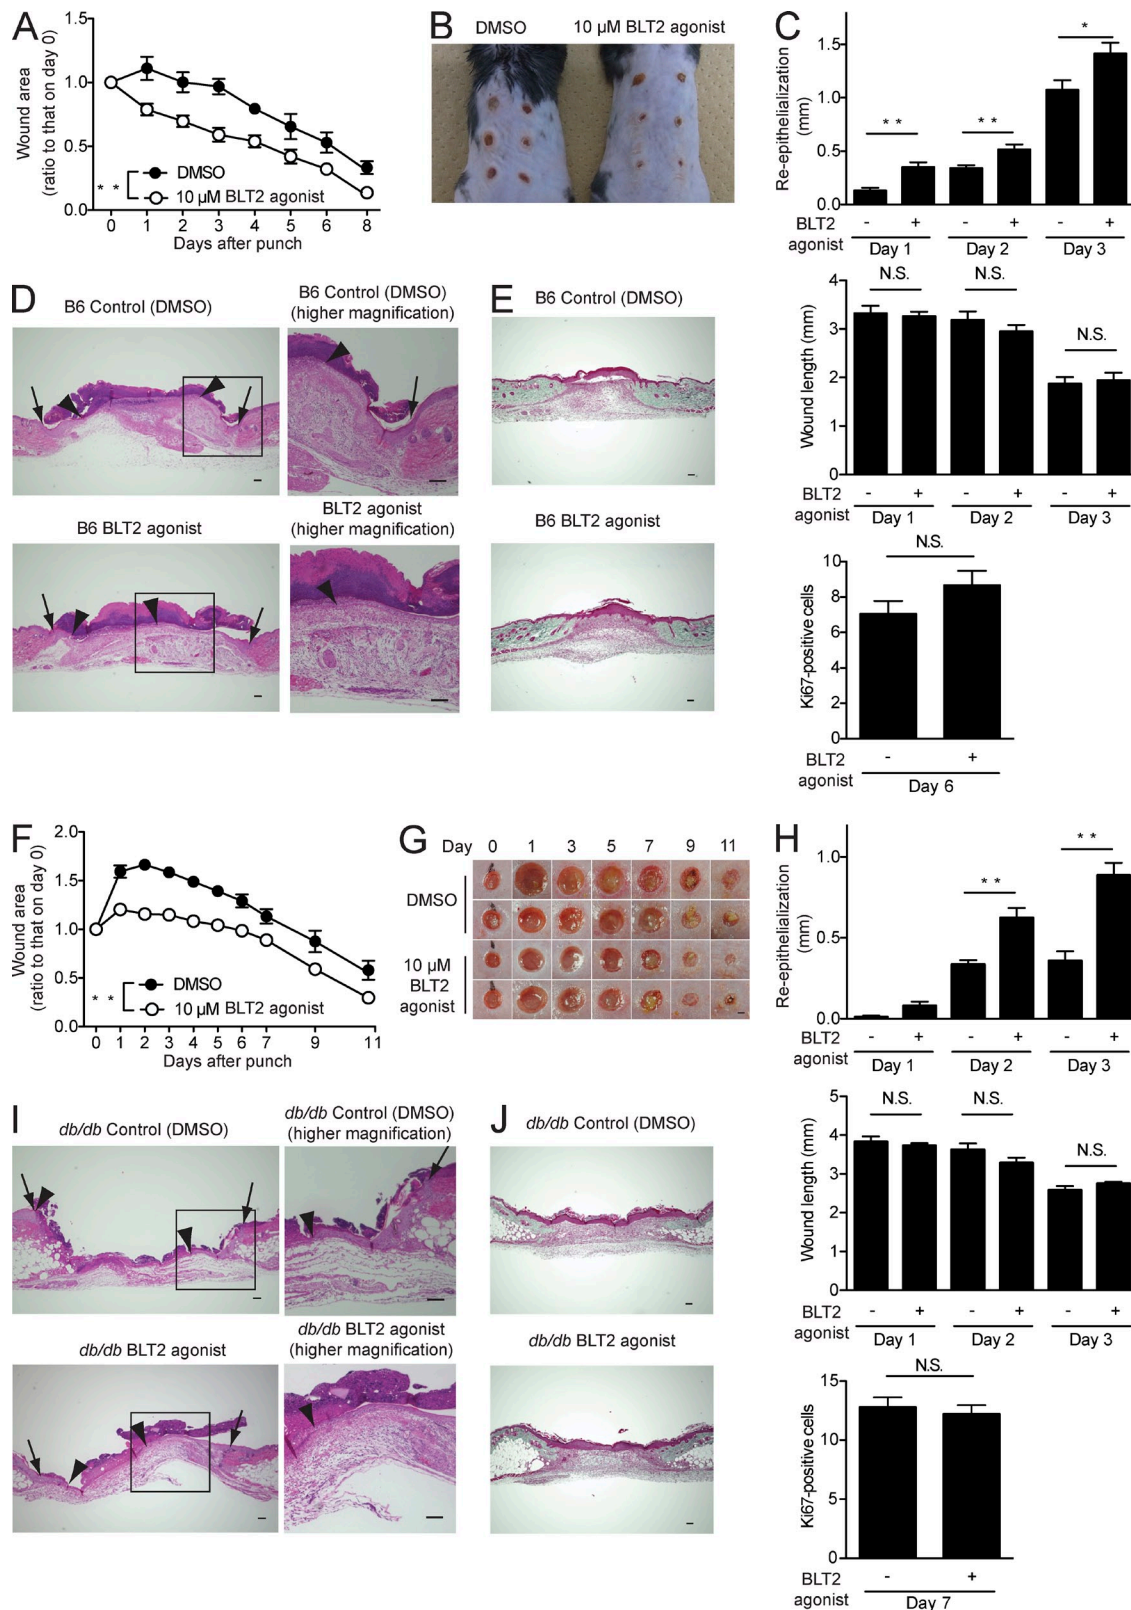 A
Wound area
(ratio to that on day 0)
1.5
1.0
0.5
0.0
* *
DMSO
10 µM BLT2 agonist
0 1 2 3 4 5 6 8
Days after punch
B
DMSO 10 µM BLT2 agonist
C
Re-epithelialization
(mm)
1.5
1.0
0.5
0.0
* * * * *
BLT2
agonist
- + - + - +
Day 1 Day 2 Day 3
Wound length (mm)
4
3
2
1
0
N.S. N.S. N.S.
BLT2
agonist
- + - + - +
Day 1 Day 2 Day 3
Ki67-positive cells
10
8
6
4
2
0
N.S.
BLT2
agonist
- +
Day 6
D
B6 Control (DMSO)
B6 Control (DMSO)
(higher magnification)
B6 BLT2 agonist
BLT2 agonist
(higher magnification)
E
B6 Control (DMSO)
B6 BLT2 agonist
F
Wound area
(ratio to that on day 0)
2.0
1.5
1.0
0.5
0.0
* *
DMSO
10 µM BLT2 agonist
0 1 2 3 4 5 6 7 9 11
Days after punch
G
Day 0 1 3 5 7 9 11
DMSO
10 µM
BLT2
agonist
H
Re-epithelialization
(mm)
1.0
0.5
0.0
* * * *
BLT2
agonist
- + - + - +
Day 1 Day 2 Day 3
Wound length (mm)
5
4
3
2
1
0
N.S. N.S. N.S.
BLT2
agonist
- + - + - +
Day 1 Day 2 Day 3
Ki67-positive cells
15
10
5
0
N.S.
BLT2
agonist
- +
Day 7
I
db/db Control (DMSO)
db/db Control (DMSO)
(higher magnification)
db/db BLT2 agonist
db/db BLT2 agonist
(higher magnification)
J
db/db Control (DMSO)
db/db BLT2 agonist